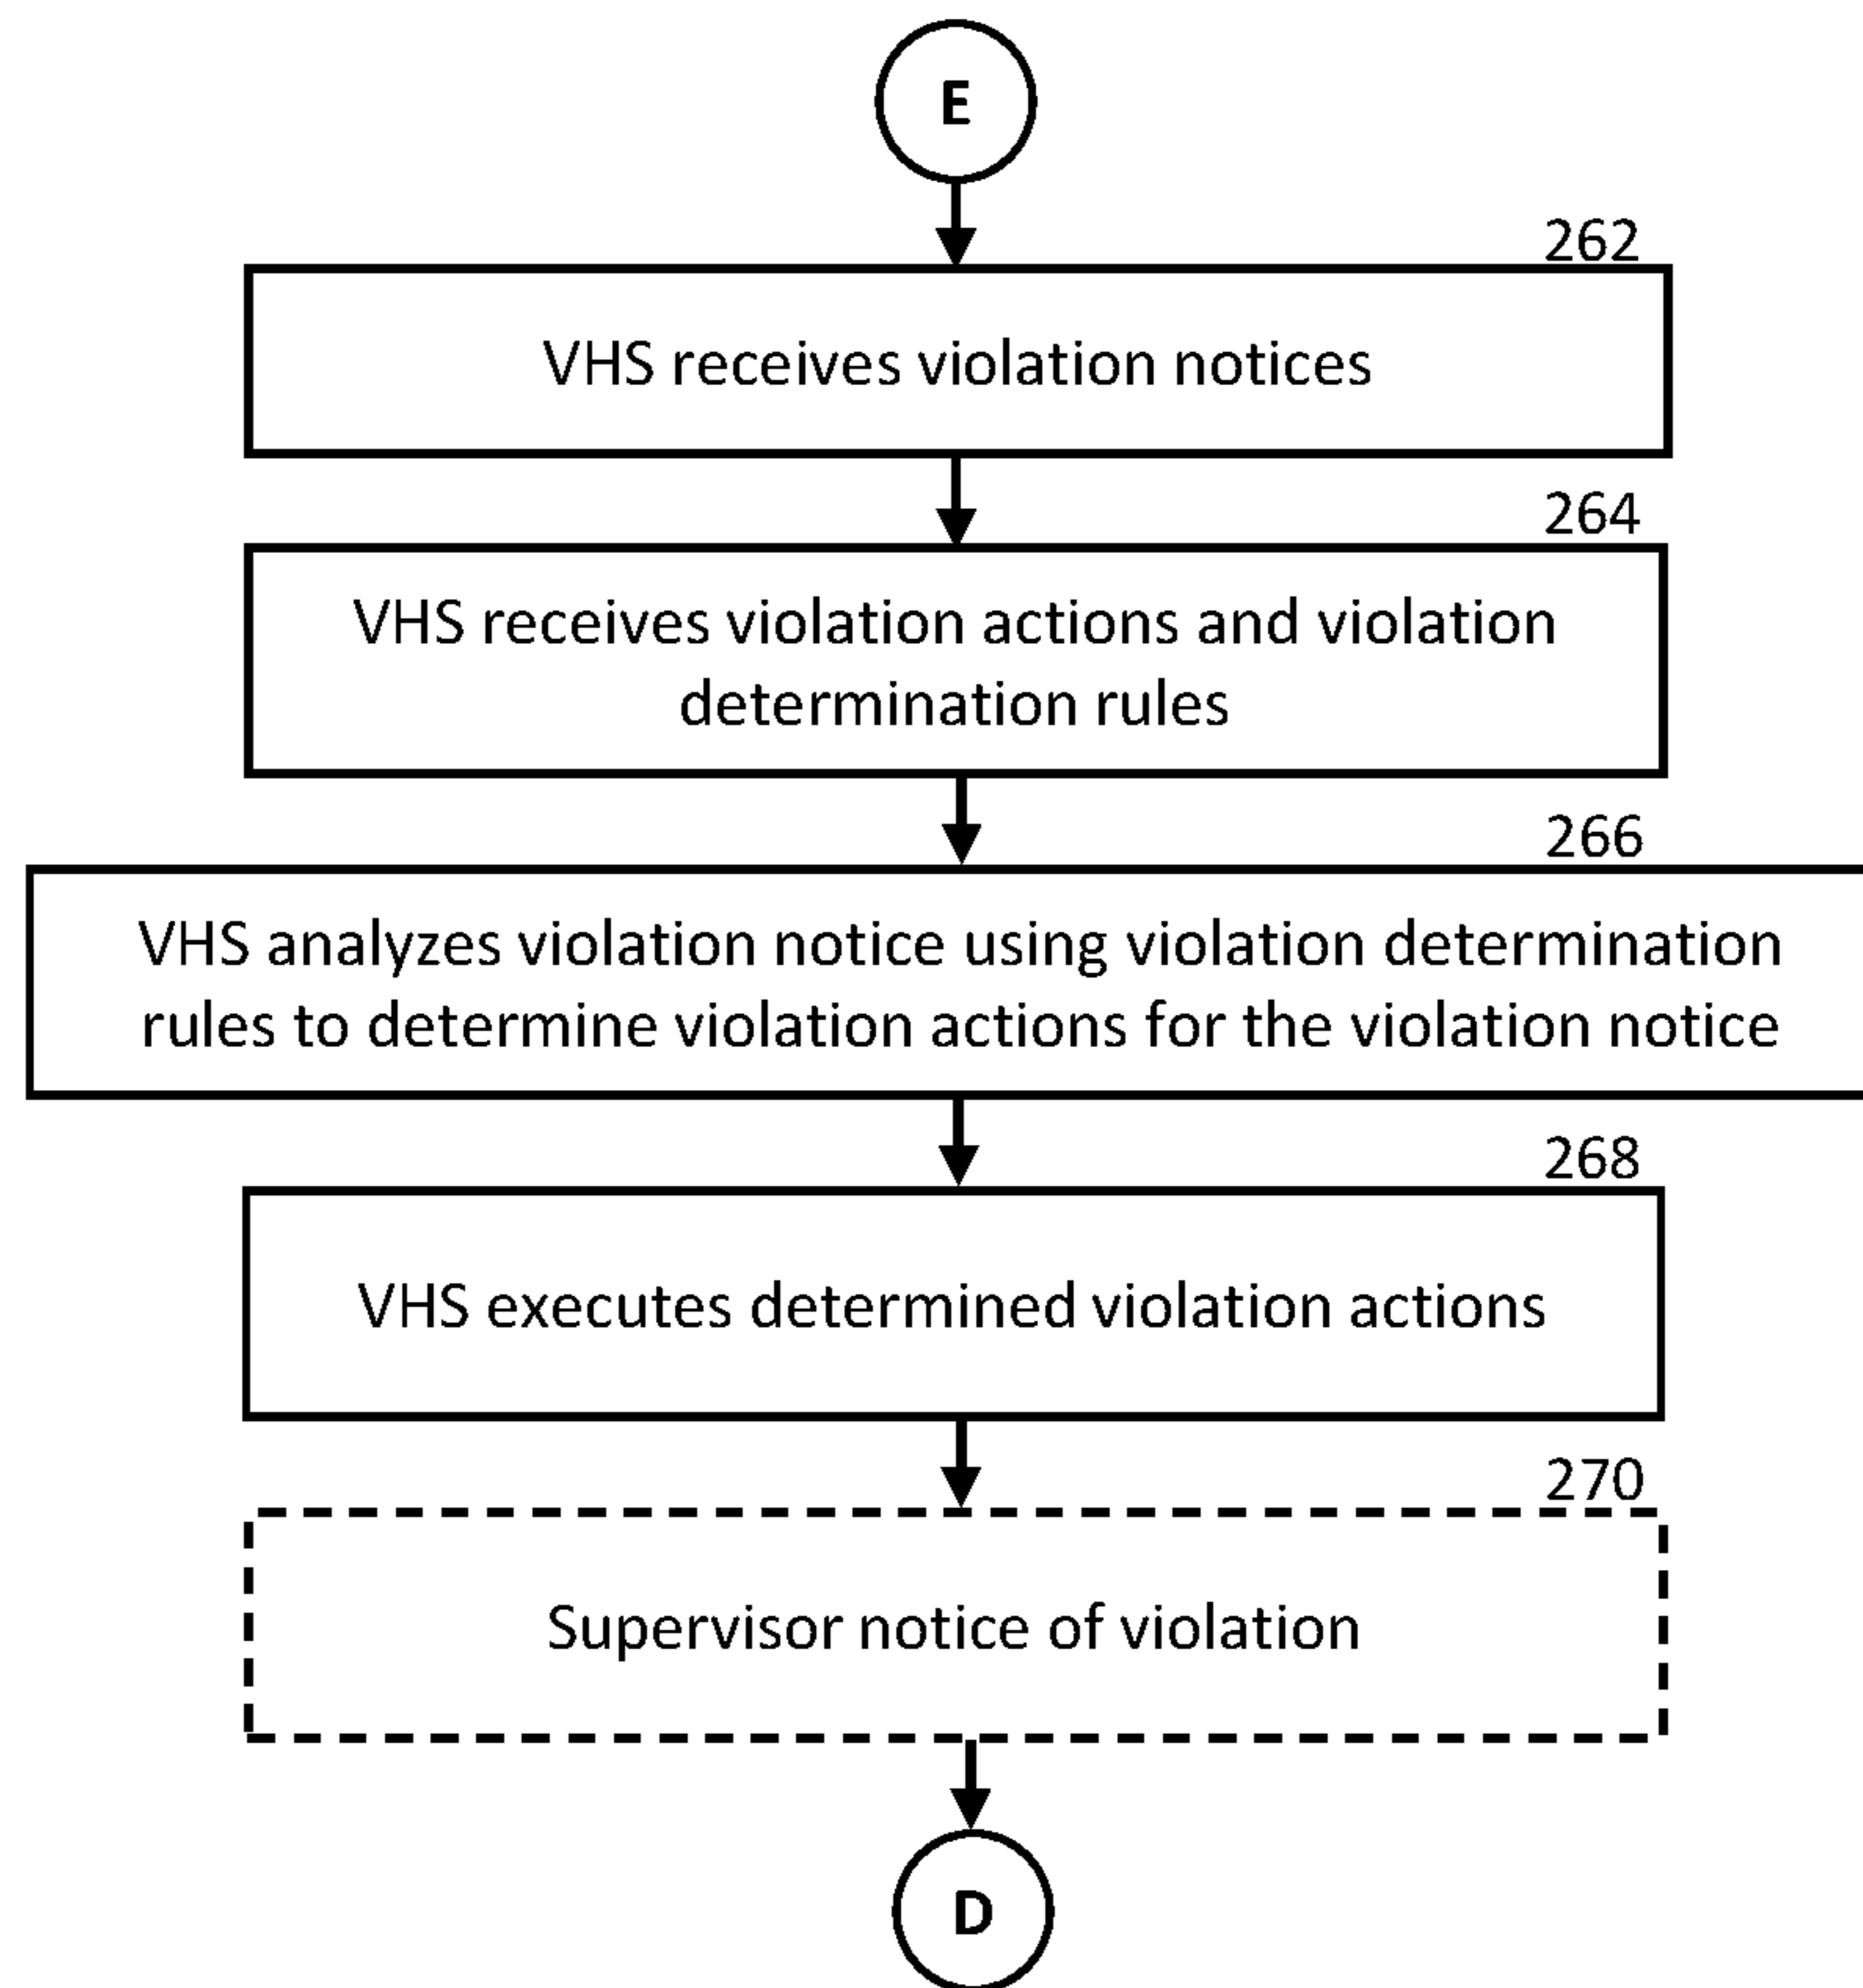 E
262
VHS receives violation notices
264
VHS receives violation actions and violation
determination rules
266
VHS analyzes violation notice using violation determination
rules to determine violation actions for the violation notice
268
VHS executes determined violation actions
270
Supervisor notice of violation
D